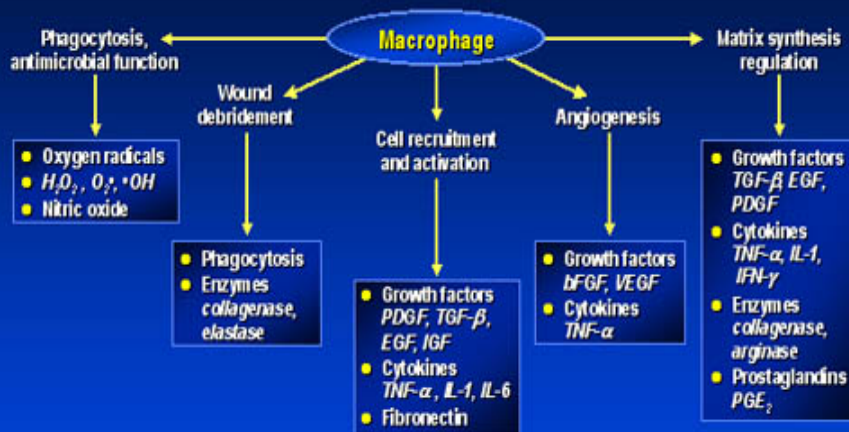 Macrophage
Phagocytosis,
antimicrobial function
Oxygen radicals
H₂O₂, O₂•, •OH
Nitric oxide
Wound
debridement
Phagocytosis
Enzymes
collagenase,
elastase
Cell recruitment
and activation
Growth factors
PDGF, TGF-β,
EGF, IGF
Cytokines
TNF-α, IL-1, IL-6
Fibronectin
Angiogenesis
Growth factors
bFGF, VEGF
Cytokines
TNF-α
Matrix synthesis
regulation
Growth factors
TGF-β, EGF,
PDGF
Cytokines
TNF-α, IL-1,
IFN-γ
Enzymes
collagenase,
arginase
Prostaglandins
PGE₂